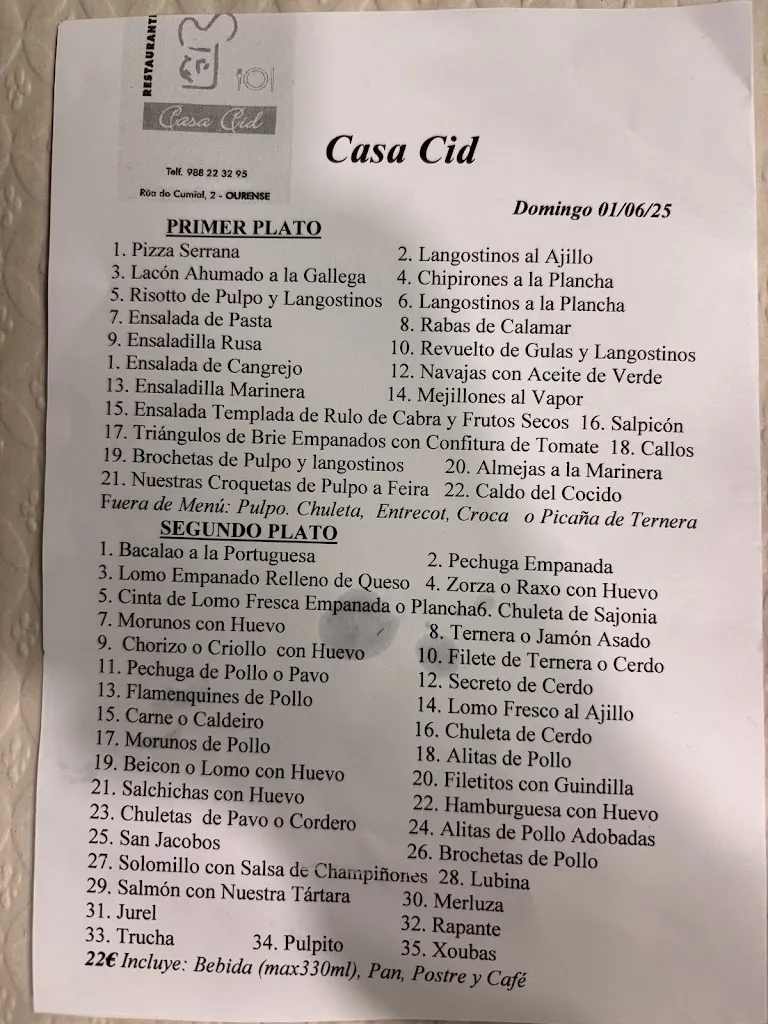 RESTAURANTE
Casa Cid
Telf. 988 22 32 95
Rúa do Cumial, 2 - OURENSE
Casa Cid
Domingo 01/06/25
PRIMER PLATO
1. Pizza Serrana 2. Langostinos al Ajillo
3. Lacón Ahumado a la Gallega 4. Chipirones a la Plancha
5. Risotto de Pulpo y Langostinos 6. Langostinos a la Plancha
7. Ensalada de Pasta 8. Rabas de Calamar
9. Ensaladilla Rusa 10. Revuelto de Gulas y Langostinos
1. Ensalada de Cangrejo 12. Navajas con Aceite de Verde
13. Ensaladilla Marinera 14. Mejillones al Vapor
15. Ensalada Templada de Rulo de Cabra y Frutos Secos 16. Salpicón
17. Triángulos de Brie Empanados con Confitura de Tomate 18. Callos
19. Brochetas de Pulpo y langostinos 20. Almejas a la Marinera
21. Nuestras Croquetas de Pulpo a Feira 22. Caldo del Cocido
Fuera de Menú: Pulpo. Chuleta, Entrecot, Croca o Picaña de Ternera
SEGUNDO PLATO
1. Bacalao a la Portuguesa 2. Pechuga Empanada
3. Lomo Empanado Relleno de Queso 4. Zorza o Raxo con Huevo
5. Cinta de Lomo Fresca Empanada o Plancha6. Chuleta de Sajonia
7. Morunos con Huevo 8. Ternera o Jamón Asado
9. Chorizo o Criollo con Huevo 10. Filete de Ternera o Cerdo
11. Pechuga de Pollo o Pavo 12. Secreto de Cerdo
13. Flamenquines de Pollo 14. Lomo Fresco al Ajillo
15. Carne o Caldeiro 16. Chuleta de Cerdo
17. Morunos de Pollo 18. Alitas de Pollo
19. Beicon o Lomo con Huevo 20. Filetitos con Guindilla
21. Salchichas con Huevo 22. Hamburguesa con Huevo
23. Chuletas de Pavo o Cordero 24. Alitas de Pollo Adobadas
25. San Jacobos 26. Brochetas de Pollo
27. Solomillo con Salsa de Champiñones 28. Lubina
29. Salmón con Nuestra Tártara 30. Merluza
31. Jurel 32. Rapante
33. Trucha 34. Pulpito 35. Xoubas
22€ Incluye: Bebida (max330ml), Pan, Postre y Café